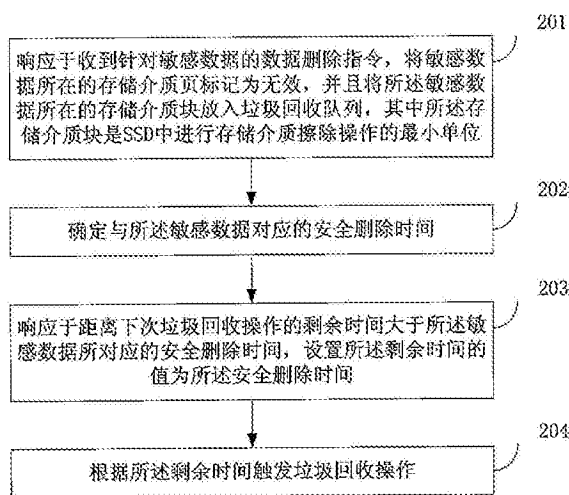 201
响应于收到针对敏感数据的数据删除指令，将敏感数
据所在的存储介质页标记为无效，并且将所述敏感数
据所在的存储介质块放入垃圾回收队列，其中所述存
储介质块是SSD中进行存储介质擦除操作的最小单位
202
确定与所述敏感数据对应的安全删除时间
203
响应于距离下次垃圾回收操作的剩余时间大于所述敏
感数据所对应的安全删除时间，设置所述剩余时间的
值为所述安全删除时间
204
根据所述剩余时间触发垃圾回收操作